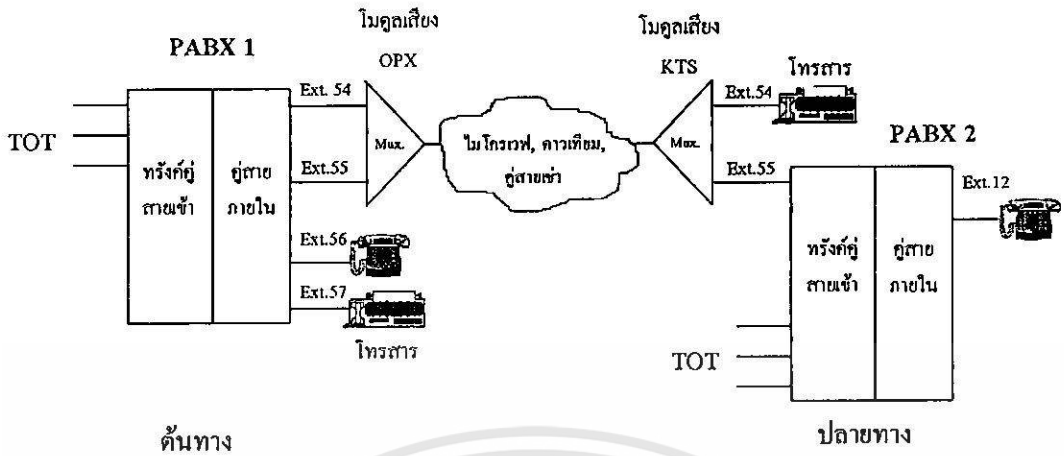 โมดูลเสียง
OPX
PABX 1
Ext. 54
Mux.
Ext.55
TOT
ทรังค์คู่
สายเข้า
คู่สาย
ภายใน
Ext.56
Ext.57
โทรสาร
ต้นทาง
ไมโครเวฟ, ดาวเทียม,
คู่สายเช่า
โมดูลเสียง
KTS
Mux.
Ext.54
โทรสาร
Ext.55
PABX 2
Ext.12
ทรังค์คู่
สายเข้า
คู่สาย
ภายใน
TOT
ปลายทาง